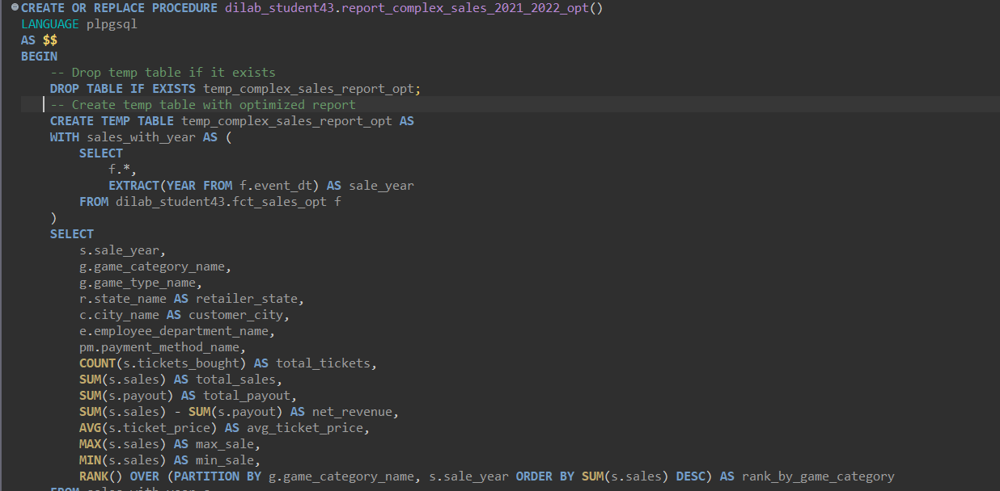 CREATE OR REPLACE PROCEDURE dilab_student43.report_complex_sales_2021_2022_opt()
LANGUAGE plpgsql
AS $$
BEGIN
    -- Drop temp table if it exists
    DROP TABLE IF EXISTS temp_complex_sales_report_opt;
    -- Create temp table with optimized report
    CREATE TEMP TABLE temp_complex_sales_report_opt AS
    WITH sales_with_year AS (
        SELECT
            f.*,
            EXTRACT(YEAR FROM f.event_dt) AS sale_year
        FROM dilab_student43.fct_sales_opt f
    )
    SELECT
        s.sale_year,
        g.game_category_name,
        g.game_type_name,
        r.state_name AS retailer_state,
        c.city_name AS customer_city,
        e.employee_department_name,
        pm.payment_method_name,
        COUNT(s.tickets_bought) AS total_tickets,
        SUM(s.sales) AS total_sales,
        SUM(s.payout) AS total_payout,
        SUM(s.sales) - SUM(s.payout) AS net_revenue,
        AVG(s.ticket_price) AS avg_ticket_price,
        MAX(s.sales) AS max_sale,
        MIN(s.sales) AS min_sale,
        RANK() OVER (PARTITION BY g.game_category_name, s.sale_year ORDER BY SUM(s.sales) DESC) AS rank_by_game_category
    FROM sales_with_year s